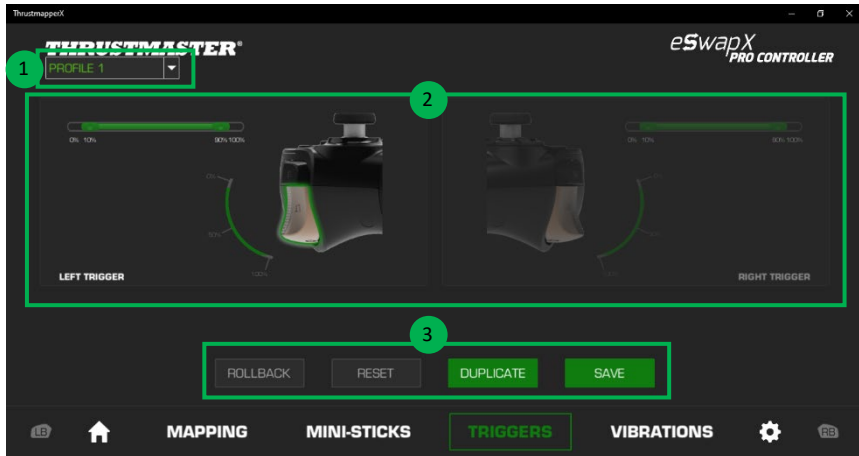 ThrustmapperX
THRUSTMASTER®
eSwapX
PRO CONTROLLER
1
PROFILE 1
2
0% 10% 90% 100%
0%
50%
100%
LEFT TRIGGER
0% 10% 90% 100%
RIGHT TRIGGER
3
ROLLBACK RESET DUPLICATE SAVE
LB MAPPING MINI-STICKS TRIGGERS VIBRATIONS RB